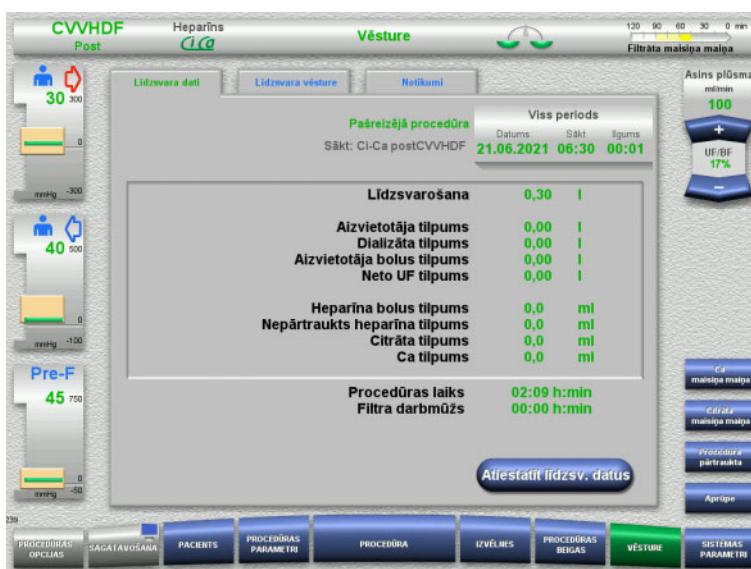 CVVHDF
Post
Heparīns
Ci Ca
Vēsture
120 90 60 30 0 min
Filtrāta maisiņa maiņa
30 300
0
mmHg -300
40 500
0
mmHg -100
Pre-F
45 750
0
mmHg -50
Līdzsvara dati
Līdzsvara vēsture
Notikumi
Pašreizējā procedūra
Sākt: Ci-Ca postCVVHDF
Viss periods
Datums Sākt Ilgums
21.06.2021 06:30 00:01
Līdzsvarošana 0,30 l
Aizvietotāja tilpums 0,00 l
Dializāta tilpums 0,00 l
Aizvietotāja bolus tilpums 0,00 l
Neto UF tilpums 0,00 l
Heparīna bolus tilpums 0,0 ml
Nepārtraukts heparīna tilpums 0,0 ml
Citrāta tilpums 0,0 ml
Ca tilpums 0,0 ml
Procedūras laiks 02:09 h:min
Filtra darbmūžs 00:00 h:min
Atiestatīt līdzsv. datus
Asins plūsma
ml/min
100
+
UF/BF
17%
−
Ca
maisiņa maiņa
Citrāta
maisiņa maiņa
Procedūra
pārtraukta
Aprūpe
239
PROCEDŪRAS
OPCIJAS
SAGATAVOŠANA
PACIENTS
PROCEDŪRAS
PARAMETRI
PROCEDŪRA
IZVĒLNES
PROCEDŪRAS
BEIGAS
VĒSTURE
SISTĒMAS
PARAMETRI